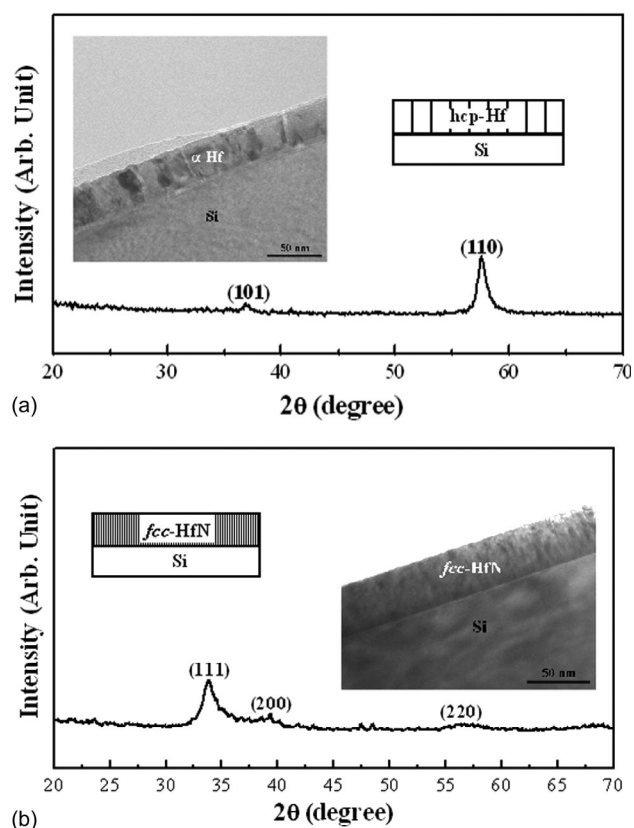 Intensity (Arb. Unit)
α Hf
Si
50 nm
hcp-Hf
Si
(101)
(110)
20 30 40 50 60 70
2θ (degree)
(a)
Intensity (Arb. Unit)
fcc-HfN
Si
fcc-HfN
Si
50 nm
(111)
(200)
(220)
20 25 30 35 40 45 50 55 60 65 70
2θ (degree)
(b)